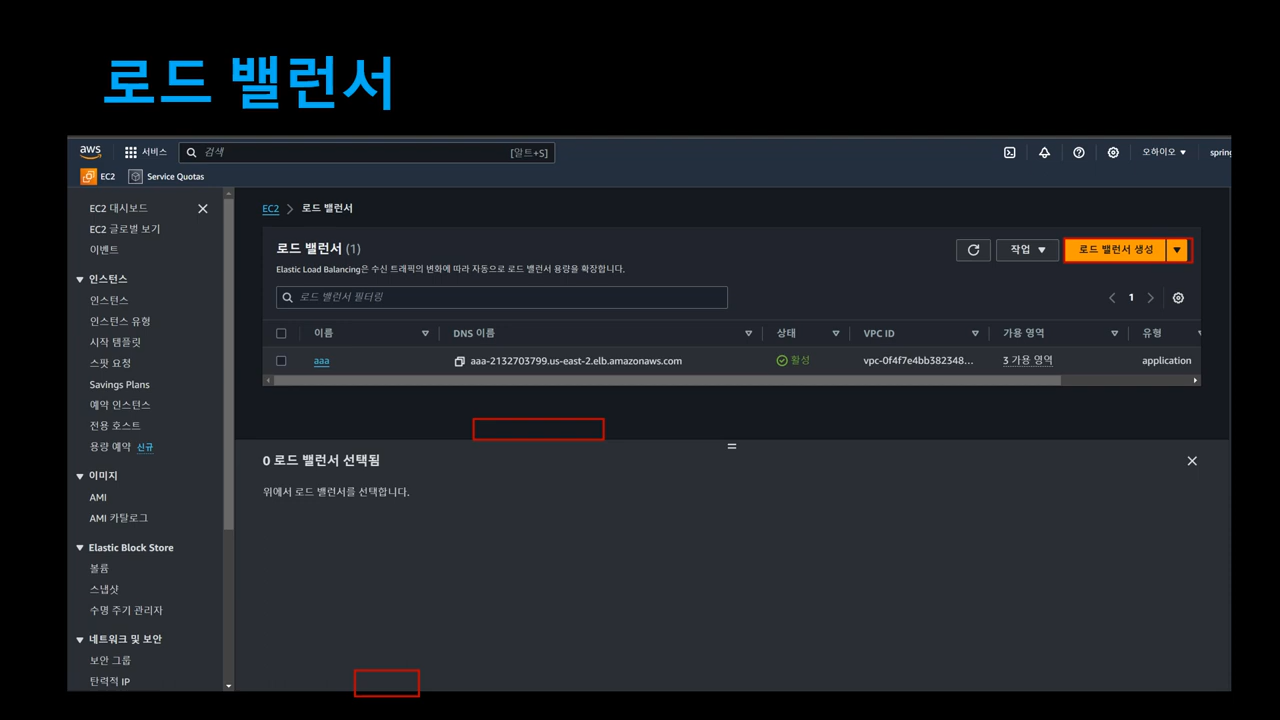 로드 밸런서
aws
서비스
검색
[알트+S]
오하이오
spring
EC2
Service Quotas
EC2 대시보드
EC2 글로벌 보기
이벤트
인스턴스
인스턴스
인스턴스 유형
시작 템플릿
스팟 요청
Savings Plans
예약 인스턴스
전용 호스트
용량 예약 신규
이미지
AMI
AMI 카탈로그
Elastic Block Store
볼륨
스냅샷
수명 주기 관리자
네트워크 및 보안
보안 그룹
탄력적 IP
EC2 > 로드 밸런서
로드 밸런서 (1)
Elastic Load Balancing은 수신 트래픽의 변화에 따라 자동으로 로드 밸런서 용량을 확장합니다.
작업
로드 밸런서 생성
로드 밸런서 필터링
1
이름 DNS 이름 상태 VPC ID 가용 영역 유형
aaa aaa-2132703799.us-east-2.elb.amazonaws.com 활성 vpc-0f4f7e4bb382348... 3 가용 영역 application
0 로드 밸런서 선택됨
위에서 로드 밸런서를 선택합니다.